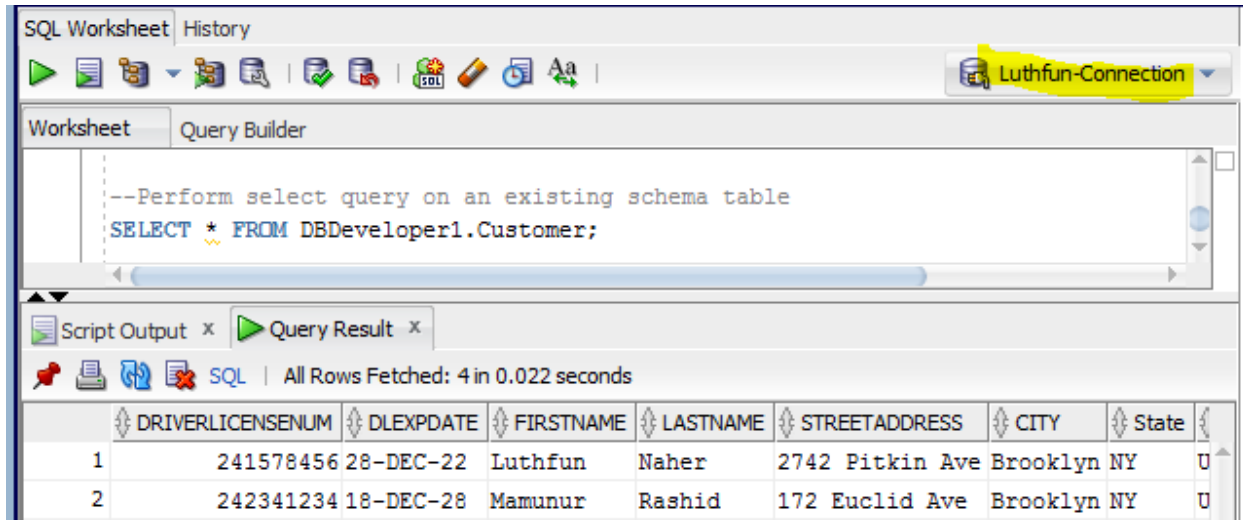 SQL Worksheet History
Luthfun-Connection
Worksheet Query Builder
--Perform select query on an existing schema table
SELECT * FROM DBDeveloper1.Customer;
Script Output x Query Result x
SQL | All Rows Fetched: 4 in 0.022 seconds
DRIVERLICENSENUM DLEXPDATE FIRSTNAME LASTNAME STREETADDRESS CITY State
1 241578456 28-DEC-22 Luthfun Naher 2742 Pitkin Ave Brooklyn NY U
2 242341234 18-DEC-28 Mamunur Rashid 172 Euclid Ave Brooklyn NY U